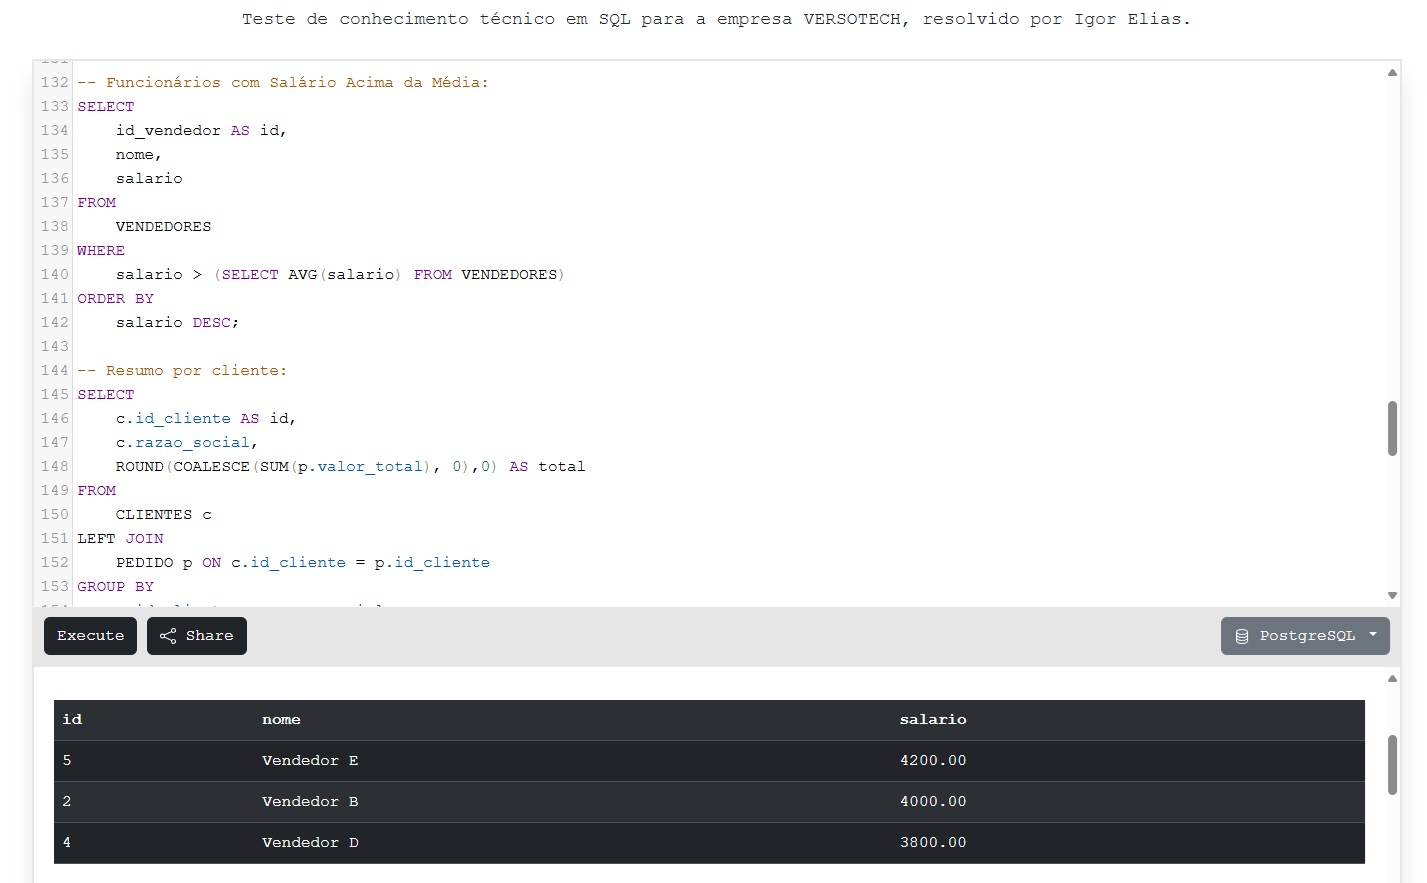 Teste de conhecimento técnico em SQL para a empresa VERSOTECH, resolvido por Igor Elias.
132 -- Funcionários com Salário Acima da Média:
133 SELECT
134     id_vendedor AS id,
135     nome,
136     salario
137 FROM
138     VENDEDORES
139 WHERE
140     salario > (SELECT AVG(salario) FROM VENDEDORES)
141 ORDER BY
142     salario DESC;
143
144 -- Resumo por cliente:
145 SELECT
146     c.id_cliente AS id,
147     c.razao_social,
148     ROUND(COALESCE(SUM(p.valor_total), 0),0) AS total
149 FROM
150     CLIENTES c
151 LEFT JOIN
152     PEDIDO p ON c.id_cliente = p.id_cliente
153 GROUP BY
Execute Share PostgreSQL
id nome salario
5 Vendedor E 4200.00
2 Vendedor B 4000.00
4 Vendedor D 3800.00